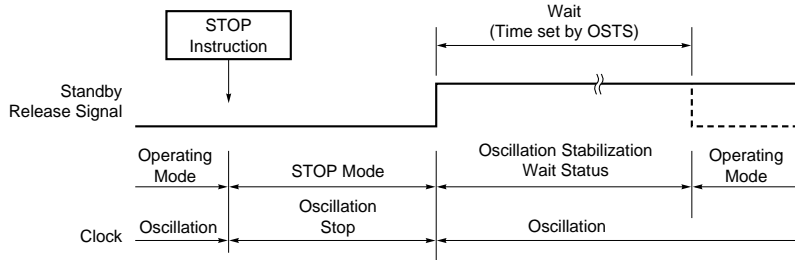 STOP
Instruction
Wait
(Time set by OSTS)
Standby
Release Signal
Operating
Mode
STOP Mode
Oscillation Stabilization
Wait Status
Operating
Mode
Clock
Oscillation
Oscillation
Stop
Oscillation